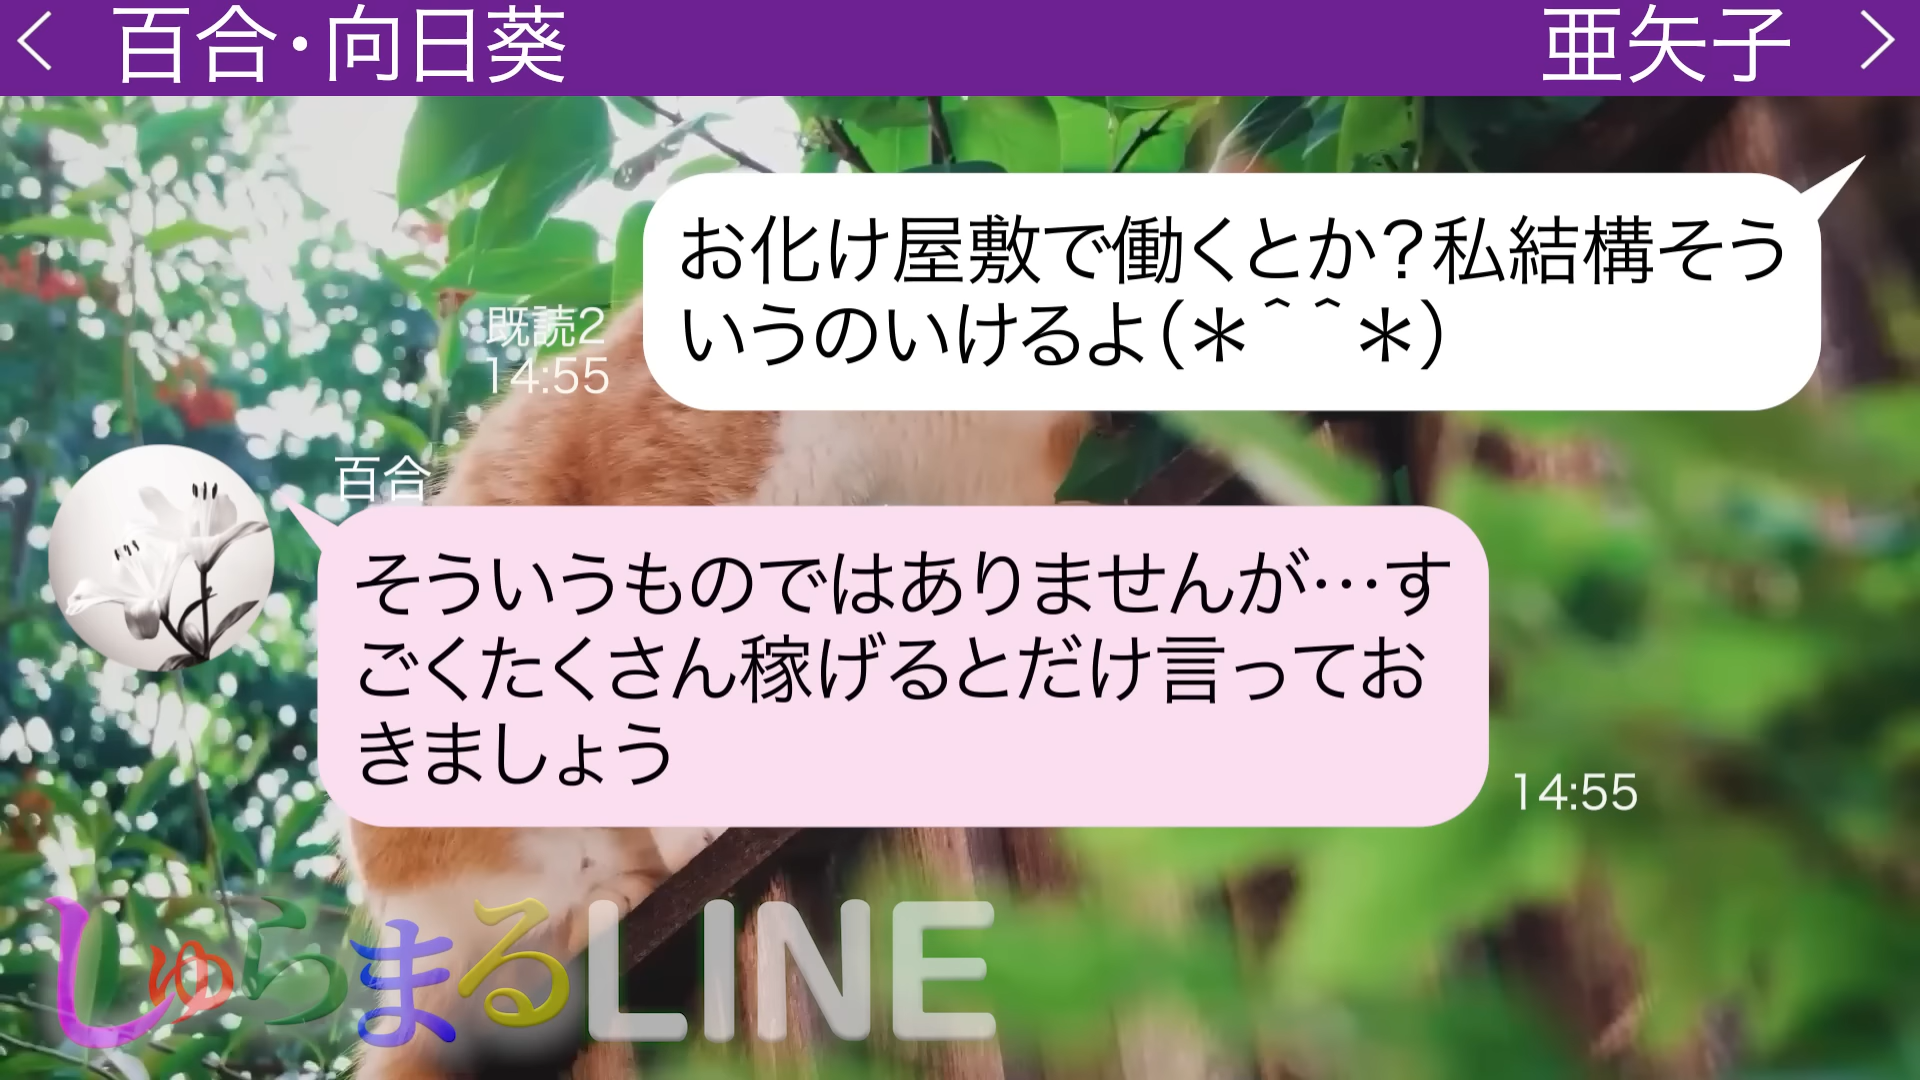 百合・向日葵
亜矢子
お化け屋敷で働くとか？私結構そう
いうのいけるよ(＊＾＾＊)
既読2
14:55
百合
そういうものではありませんが…す
ごくたくさん稼げるとだけ言ってお
きましょう
14:55
しゅらまるLINE